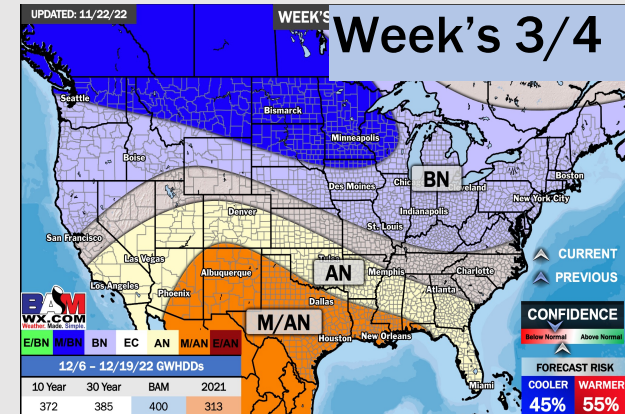 UPDATED: 11/22/22
WEEK'S
Week's 3/4
Seattle
Bismarck
Minneapolis
Boise
Des Moines
Chic
BN
veland
Boston
New York City
Indianapolis
Denver
St. Louis
San Francisco
Las Vegas
Albuquerque
AN
Memphis
Charlotte
CURRENT
PREVIOUS
Los Angeles
Phoenix
Dallas
Atlanta
BAM
WX.COM
Weather. Made. Simple.
M/AN
Houston
New Orleans
CONFIDENCE
Below Normal
Above Normal
E/BN M/BN BN EC AN M/AN E/AN
12/6 – 12/19/22 GWHDDs
10 Year 30 Year BAM 2021
372 385 400 313
Miami
FORECAST RISK
COOLER WARMER
45% 55%